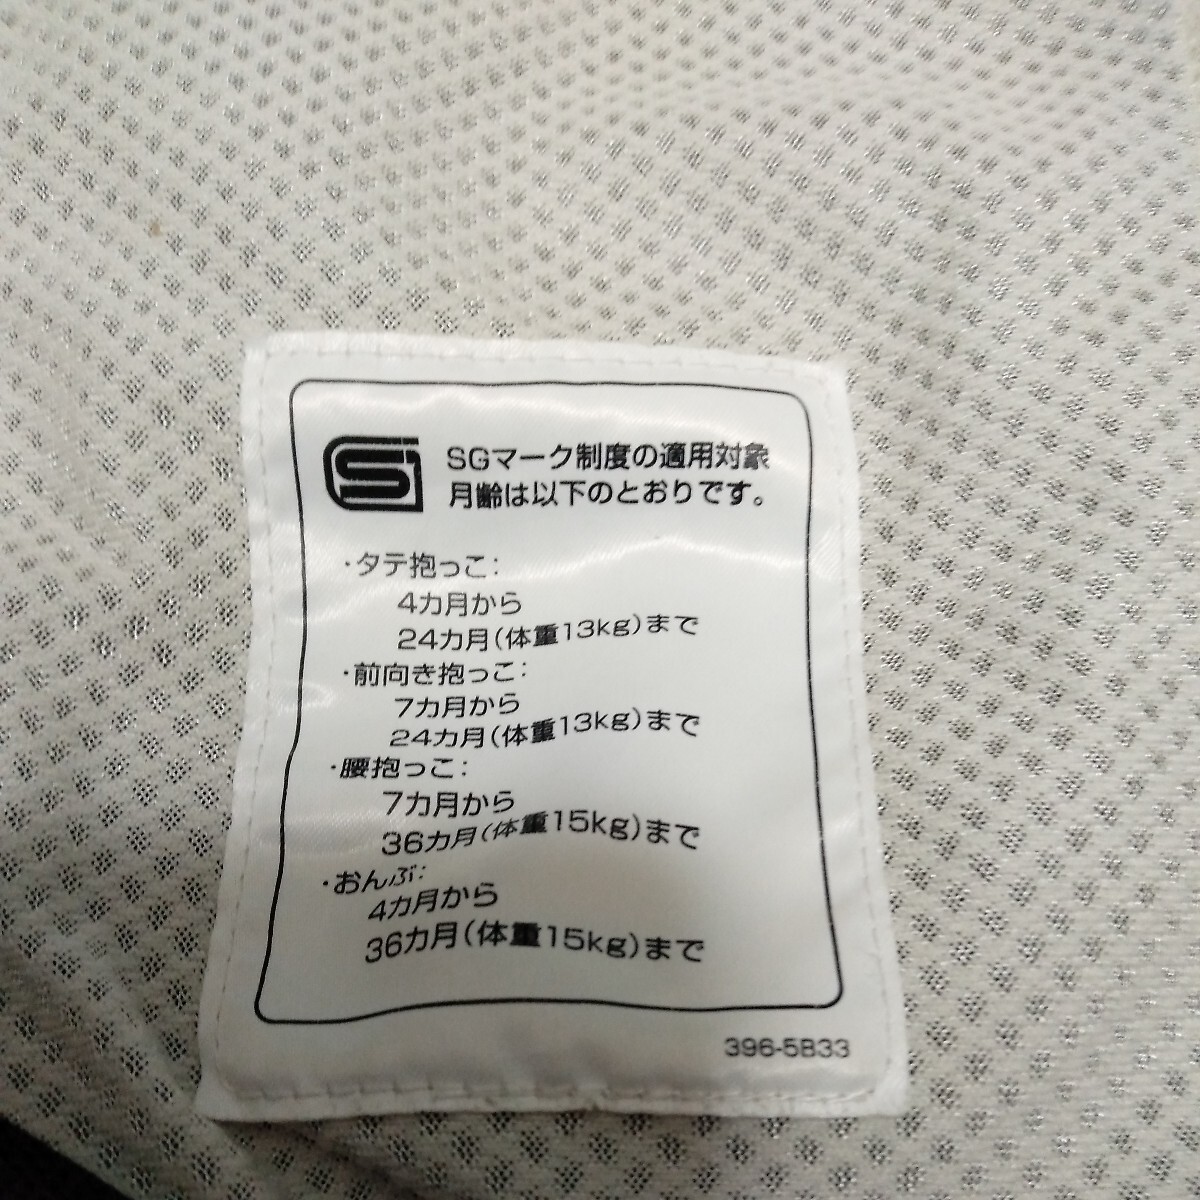 SG
SGマーク制度の適用対象
月齢は以下のとおりです。
・タテ抱っこ:
4カ月から
24カ月(体重13kg)まで
・前向き抱っこ:
7カ月から
24カ月(体重13kg)まで
・腰抱っこ:
7カ月から
36カ月(体重15kg)まで
・おんぶ:
4カ月から
36カ月(体重15kg)まで
396-5B33